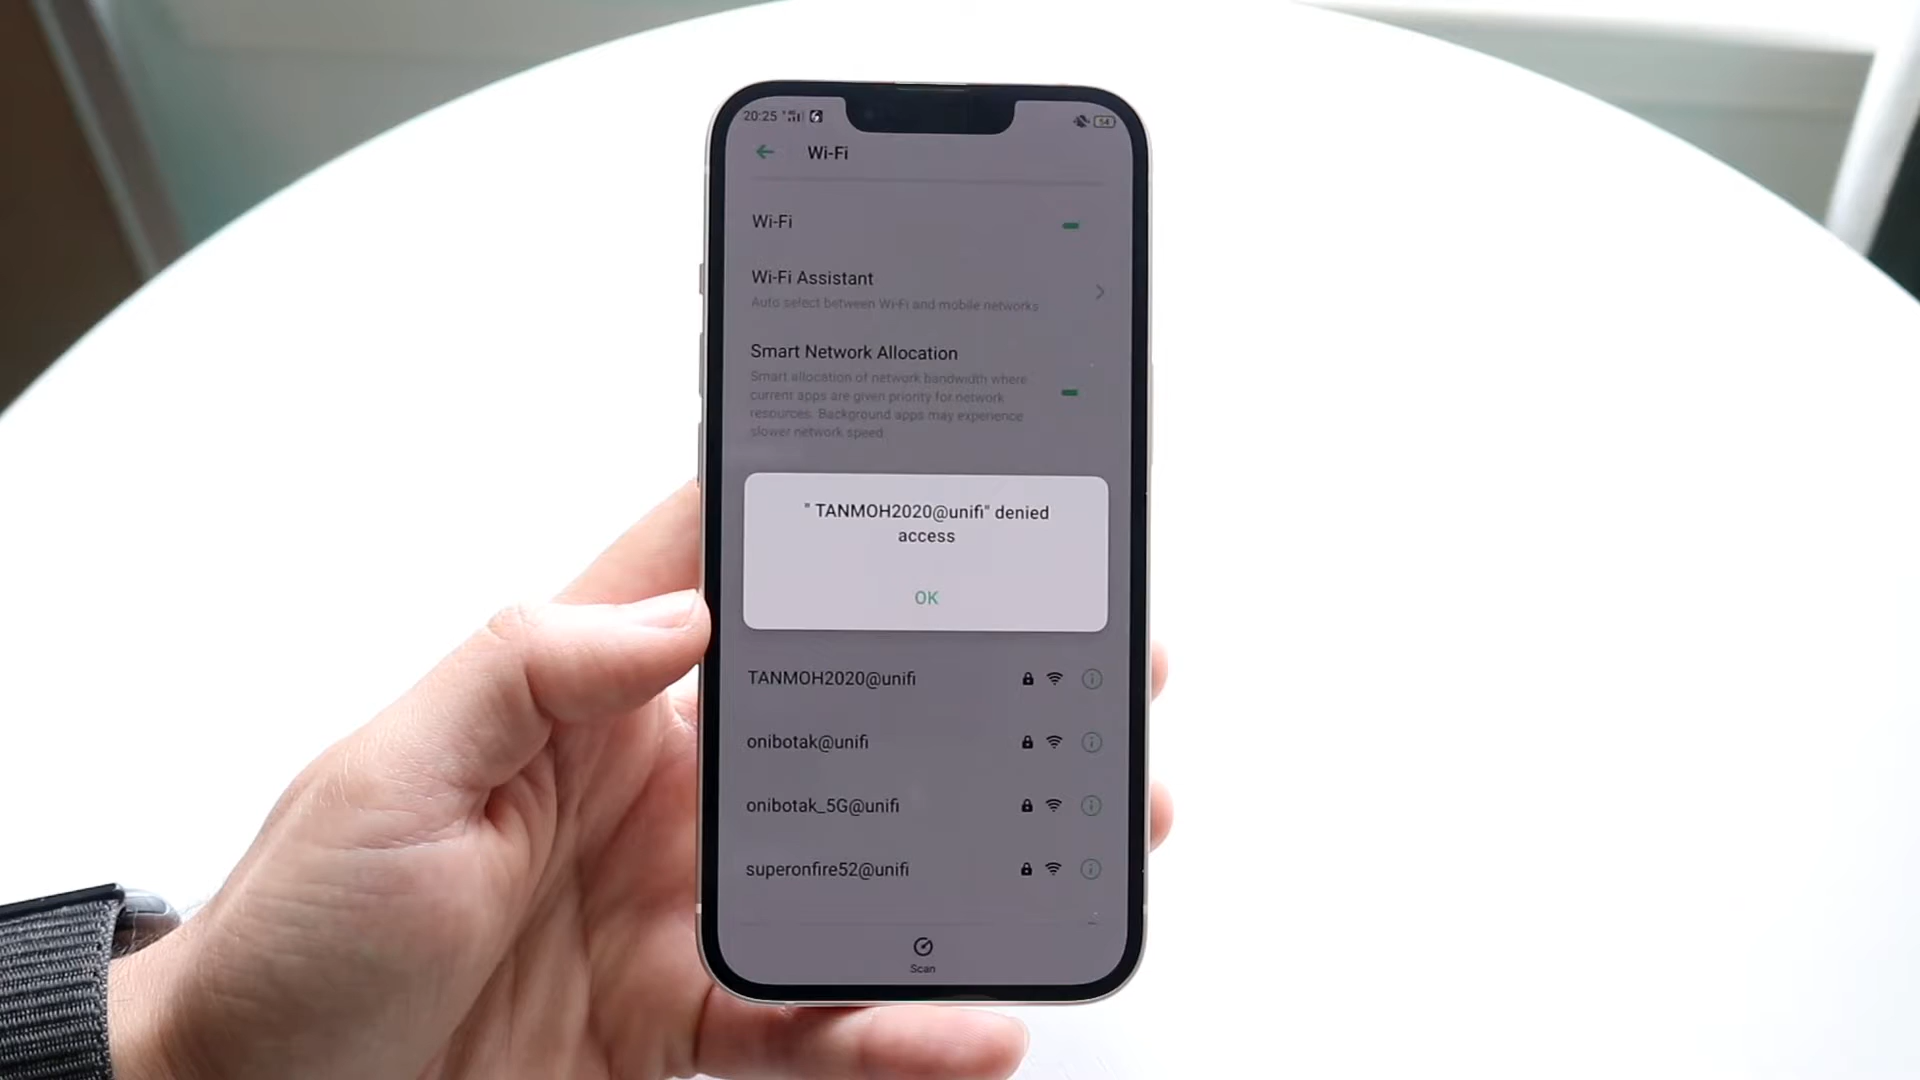 20:25
54
Wi-Fi
Wi-Fi
Wi-Fi Assistant
Auto select between Wi-Fi and mobile networks
Smart Network Allocation
Smart allocation of network bandwidth where
current apps are given priority for network
resources. Background apps may experience
slower network speed.
" TANMOH2020@unifi" denied
access
OK
TANMOH2020@unifi
onibotak@unifi
onibotak_5G@unifi
superonfire52@unifi
Scan